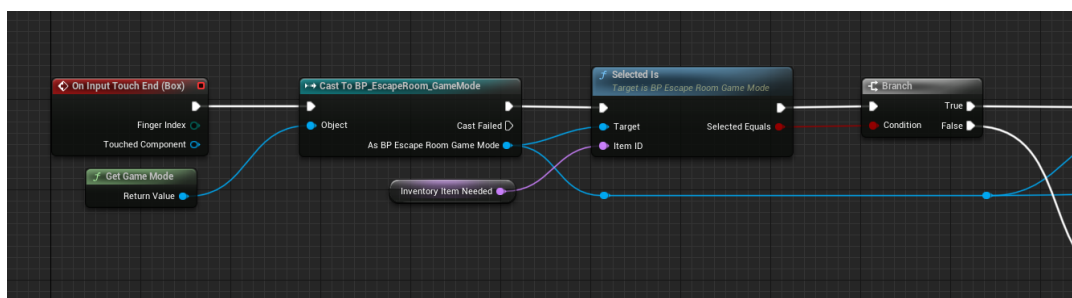 On Input Touch End (Box)
Finger Index
Touched Component
f Get Game Mode
Return Value
Cast To BP_EscapeRoom_GameMode
Object
Cast Failed
As BP Escape Room Game Mode
Inventory Item Needed
f Selected Is
Target is BP Escape Room Game Mode
Target
Selected Equals
Item ID
Branch
True
Condition
False